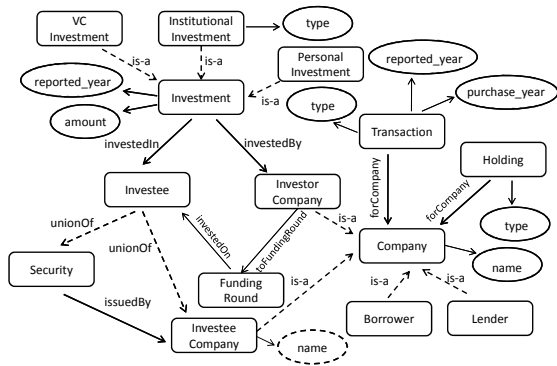 VC
Investment
Institutional
Investment
type
is-a
is-a
Personal
Investment
reported_year
reported_year
Investment
is-a
purchase_year
amount
type
Transaction
investedIn
investedBy
Holding
Investee
Investor
Company
forCompany
forCompany
unionOf
unionOf
investedOn
toFundingRound
is-a
type
Company
name
Security
Funding
Round
is-a
is-a
is-a
issuedBy
Investee
Company
name
Borrower
Lender